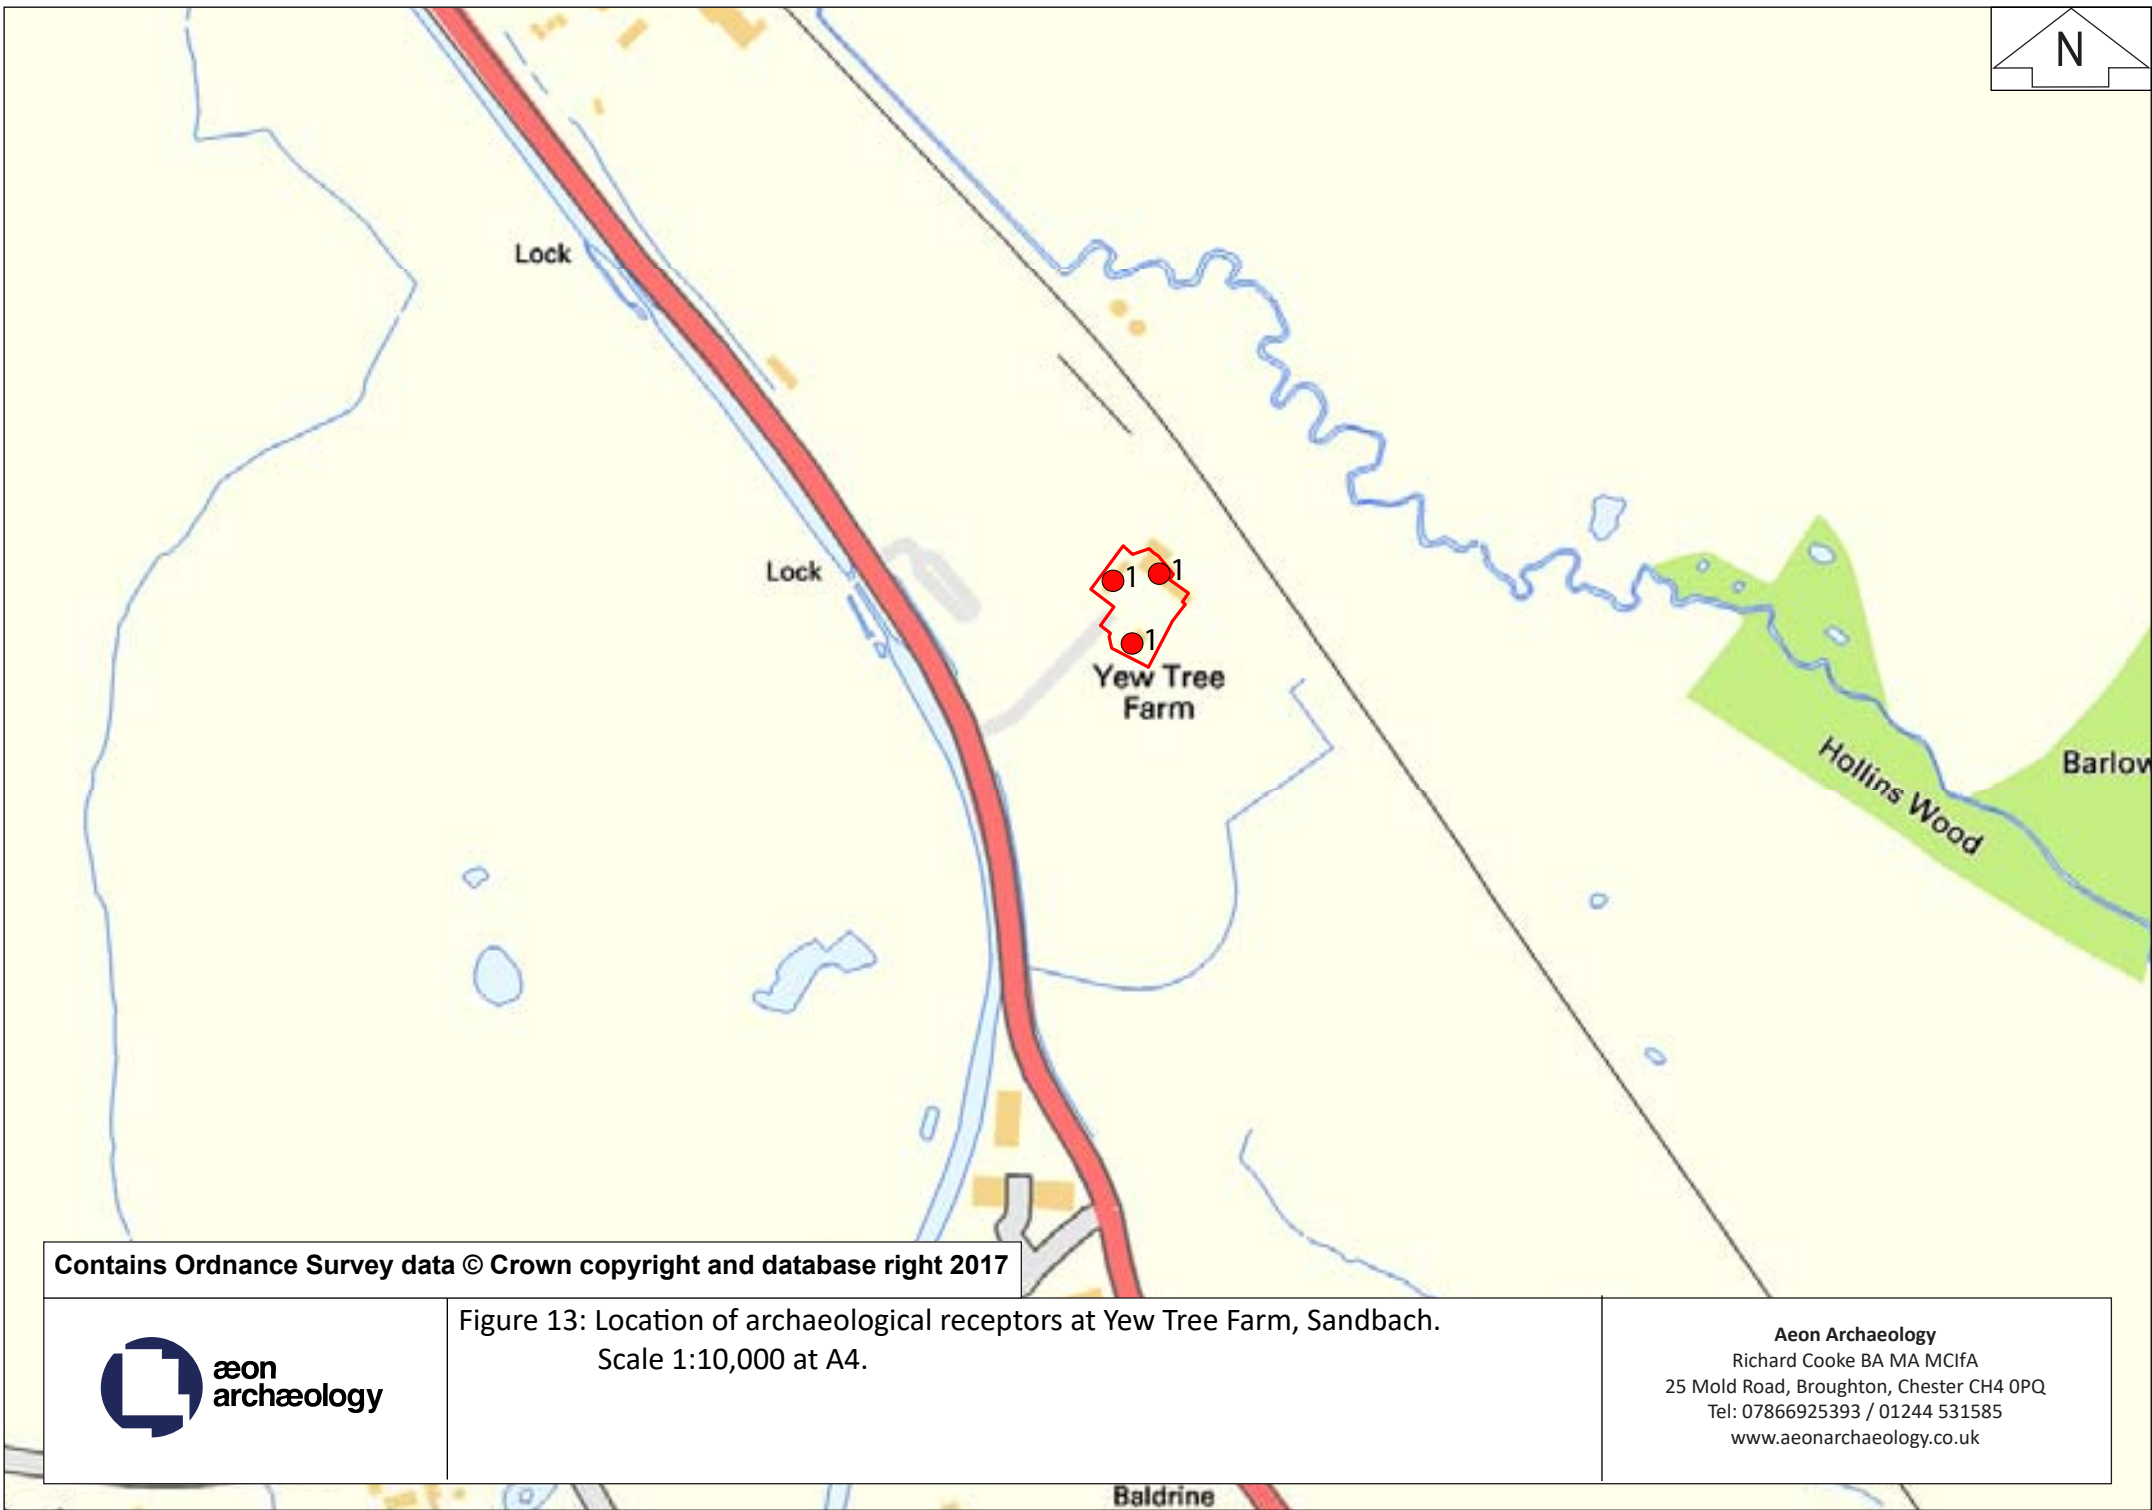 N
Lock
Lock
1
1
1
Yew Tree
Farm
Hollins Wood
Barlow
Contains Ordnance Survey data © Crown copyright and database right 2017
æon
archæology
Figure 13: Location of archaeological receptors at Yew Tree Farm, Sandbach.
Scale 1:10,000 at A4.
Aeon Archaeology
Richard Cooke BA MA MCIfA
25 Mold Road, Broughton, Chester CH4 0PQ
Tel: 07866925393 / 01244 531585
www.aeonarchaeology.co.uk
Baldrine